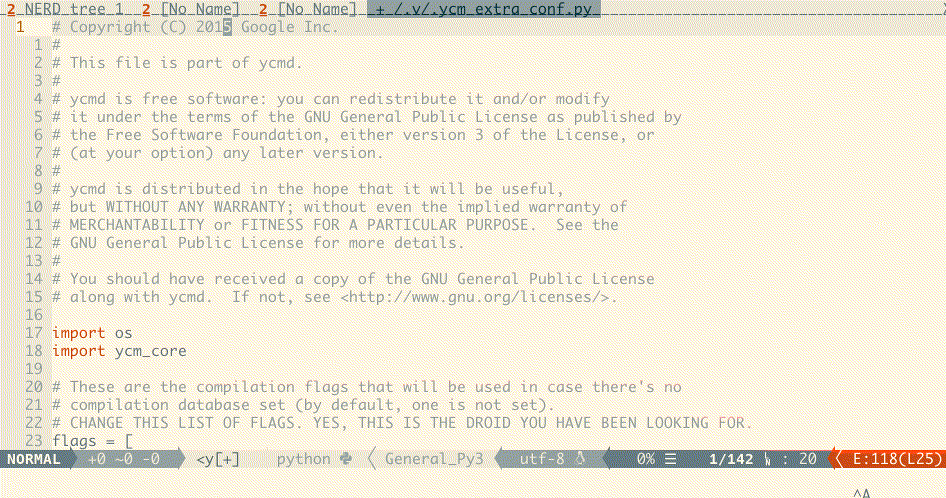 2 NERD_tree_1 2 [No Name] 2 [No Name] + /.v/.ycm_extra_conf.py
1 # Copyright (C) 2015 Google Inc.
1 #
2 # This file is part of ycmd.
3 #
4 # ycmd is free software: you can redistribute it and/or modify
5 # it under the terms of the GNU General Public License as published by
6 # the Free Software Foundation, either version 3 of the License, or
7 # (at your option) any later version.
8 #
9 # ycmd is distributed in the hope that it will be useful,
10 # but WITHOUT ANY WARRANTY; without even the implied warranty of
11 # MERCHANTABILITY or FITNESS FOR A PARTICULAR PURPOSE.  See the
12 # GNU General Public License for more details.
13 #
14 # You should have received a copy of the GNU General Public License
15 # along with ycmd.  If not, see <http://www.gnu.org/licenses/>.
16
17 import os
18 import ycm_core
19
20 # These are the compilation flags that will be used in case there's no
21 # compilation database set (by default, one is not set).
22 # CHANGE THIS LIST OF FLAGS. YES, THIS IS THE DROID YOU HAVE BEEN LOOKING FOR.
23 flags = [
NORMAL +0 ~0 -0 <y[+] python General_Py3 utf-8 0% ☰ 1/142 : 20 E:118(L25)
^A